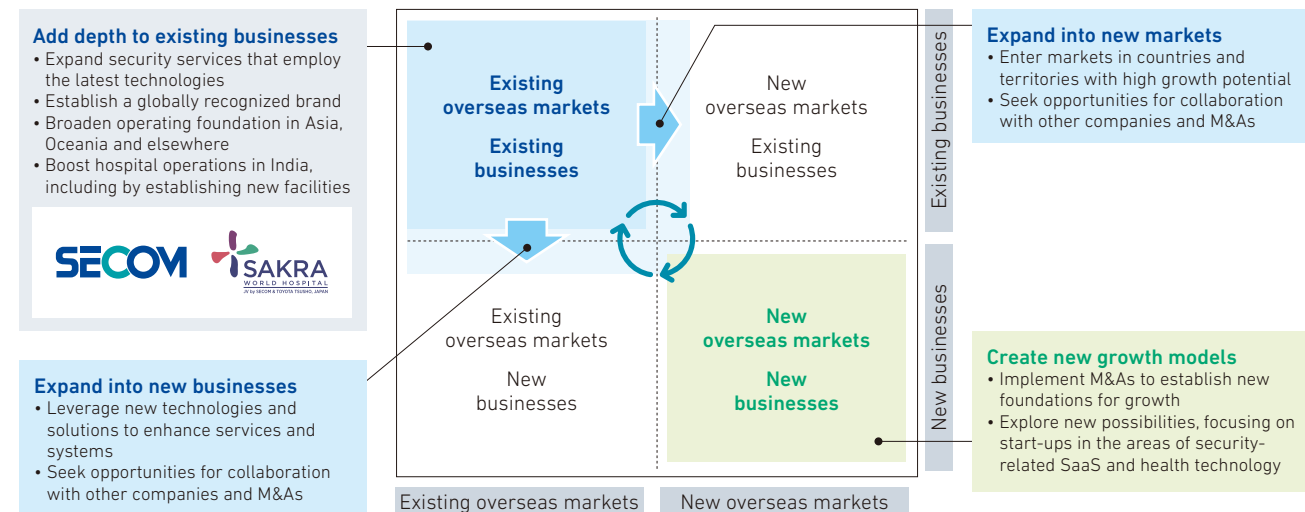 Add depth to existing businesses
• Expand security services that employ
the latest technologies
• Establish a globally recognized brand
• Broaden operating foundation in Asia,
Oceania and elsewhere
• Boost hospital operations in India,
including by establishing new facilities
SECOM
SAKRA
WORLD HOSPITAL
JV by SECOM & TOYOTA TSUSHO, JAPAN
Expand into new businesses
• Leverage new technologies and
solutions to enhance services and
systems
• Seek opportunities for collaboration
with other companies and M&As
Existing
overseas markets
Existing
businesses
New
overseas markets
Existing
businesses
Existing
overseas markets
New
businesses
New
overseas markets
New
businesses
Existing overseas markets
New overseas markets
Existing businesses
New businesses
Expand into new markets
• Enter markets in countries and
territories with high growth potential
• Seek opportunities for collaboration
with other companies and M&As
Create new growth models
• Implement M&As to establish new
foundations for growth
• Explore new possibilities, focusing on
start-ups in the areas of security-
related SaaS and health technology